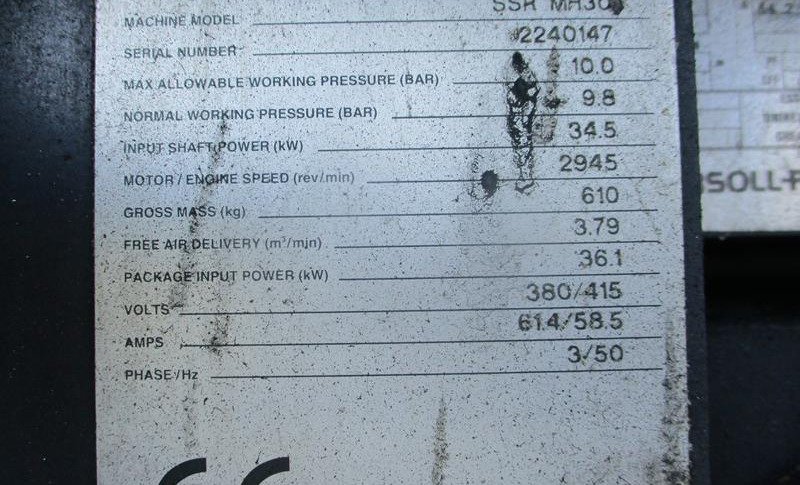 MACHINE MODEL SSR MH30
SERIAL NUMBER 2240147
MAX ALLOWABLE WORKING PRESSURE (BAR) 10.0
NORMAL WORKING PRESSURE (BAR) 9.8
INPUT SHAFT POWER (kW) 34.5
MOTOR / ENGINE SPEED (rev/min) 2945
GROSS MASS (kg) 610
FREE AIR DELIVERY (m³/min) 3.79
PACKAGE INPUT POWER (kW) 36.1
VOLTS 380/415
AMPS 61.4/58.5
PHASE/Hz 3/50
CE
SOLL-R